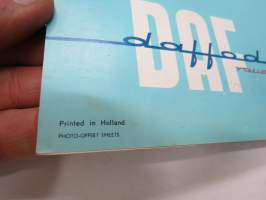 DAF
daffod
Printed in Holland
PHOTO-OFFSET SMEETS